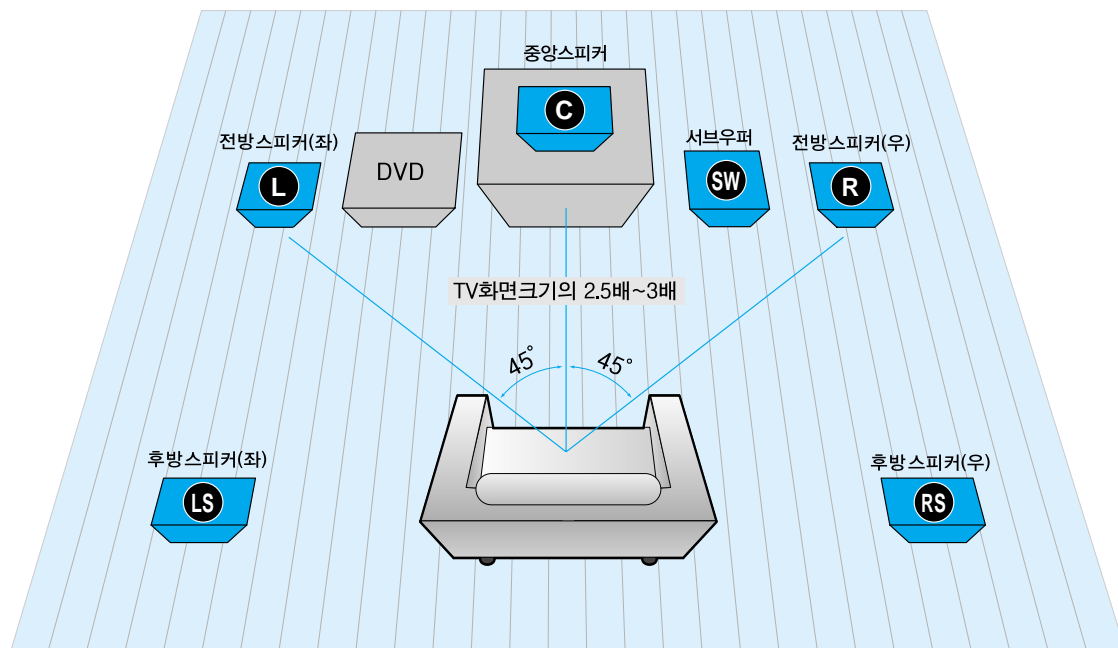 중앙스피커
C
전방스피커(좌)
L
DVD
서브우퍼
SW
전방스피커(우)
R
TV화면크기의 2.5배~3배
45°
45°
후방스피커(좌)
LS
후방스피커(우)
RS